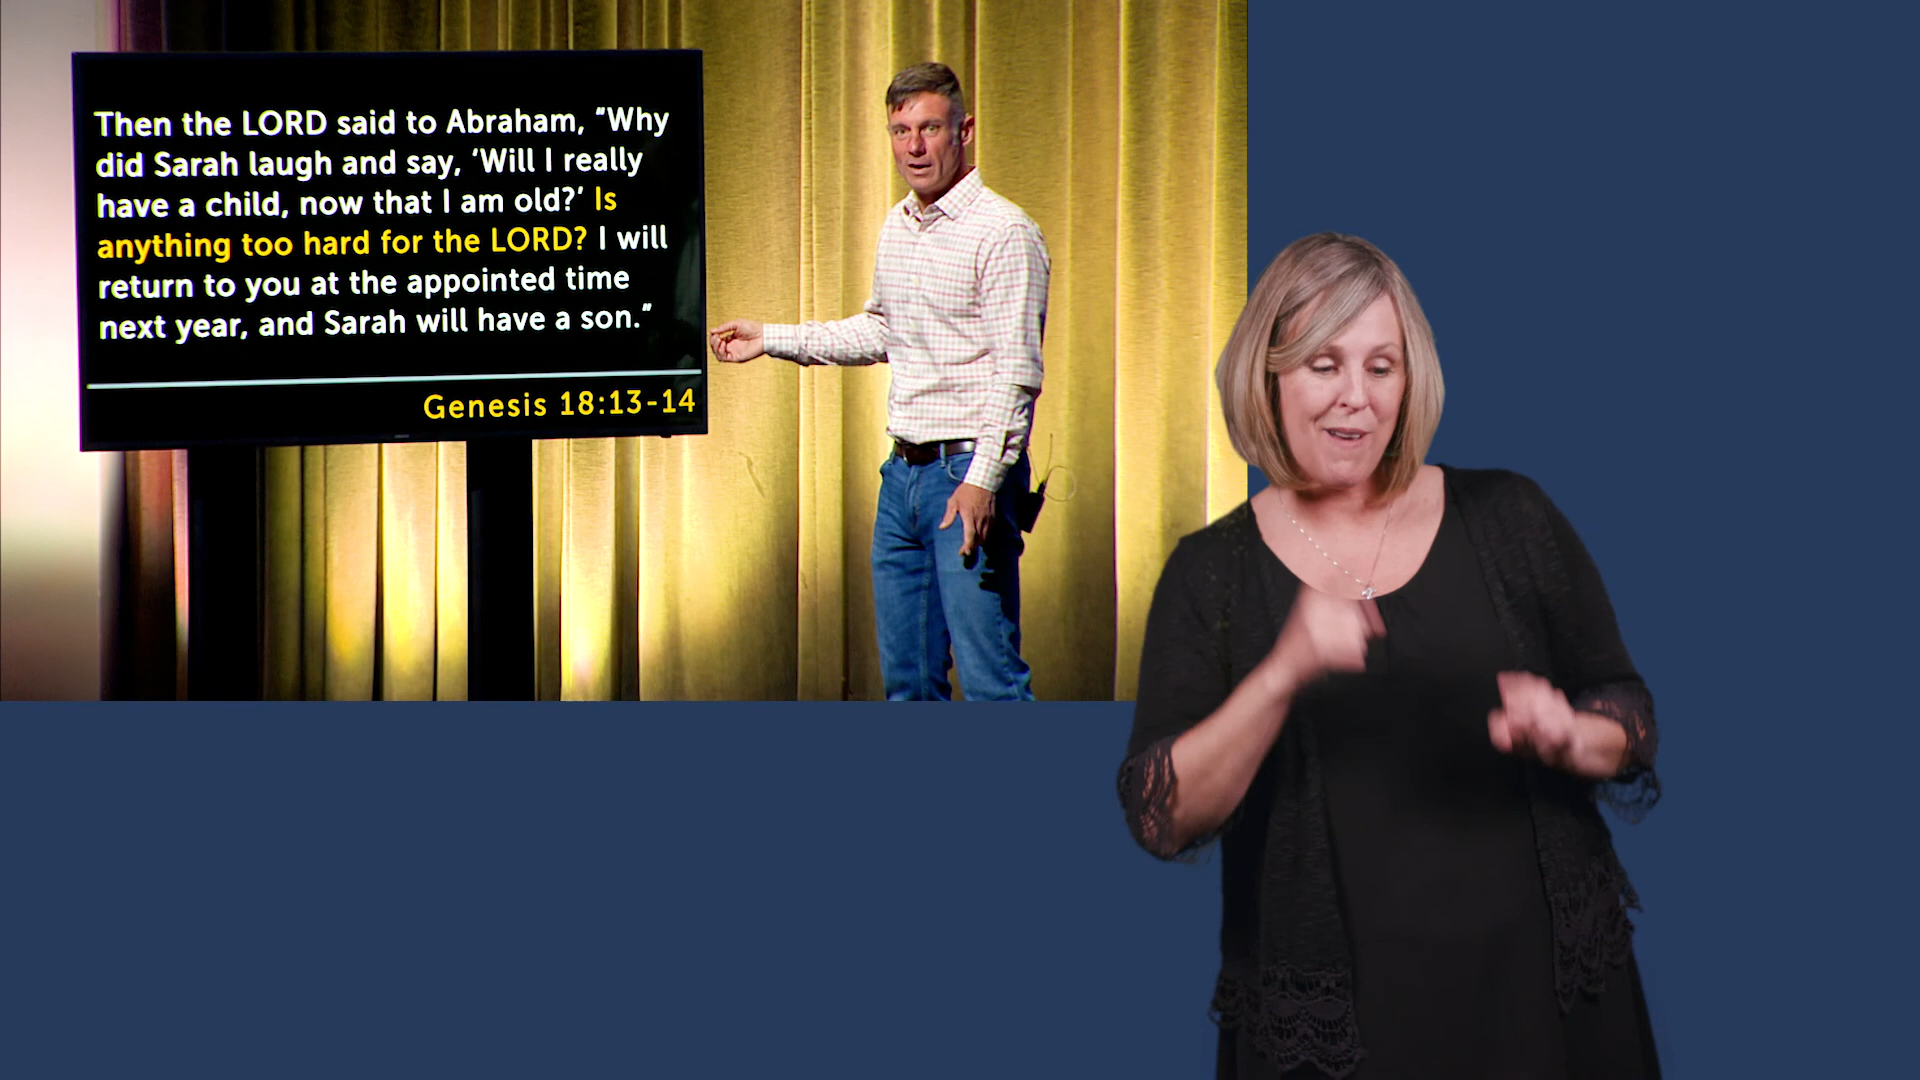 Then the LORD said to Abraham, “Why
did Sarah laugh and say, ‘Will I really
have a child, now that I am old?’ Is
anything too hard for the LORD? I will
return to you at the appointed time
next year, and Sarah will have a son.”
Genesis 18:13-14